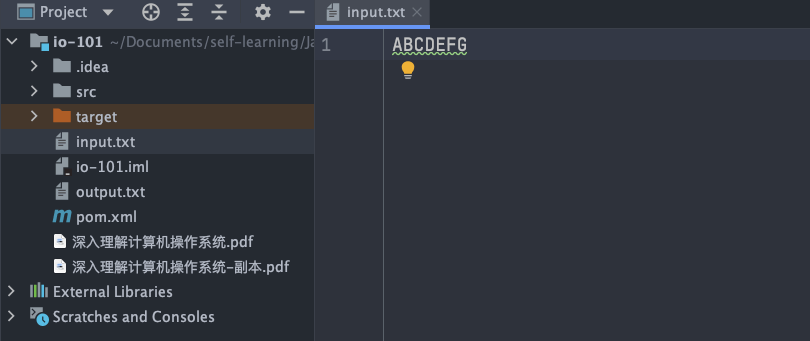 Project
input.txt
io-101 ~/Documents/self-learning/Ja
.idea
src
target
input.txt
io-101.iml
output.txt
pom.xml
深入理解计算机操作系统.pdf
深入理解计算机操作系统-副本.pdf
External Libraries
Scratches and Consoles
1 ABCDEFG